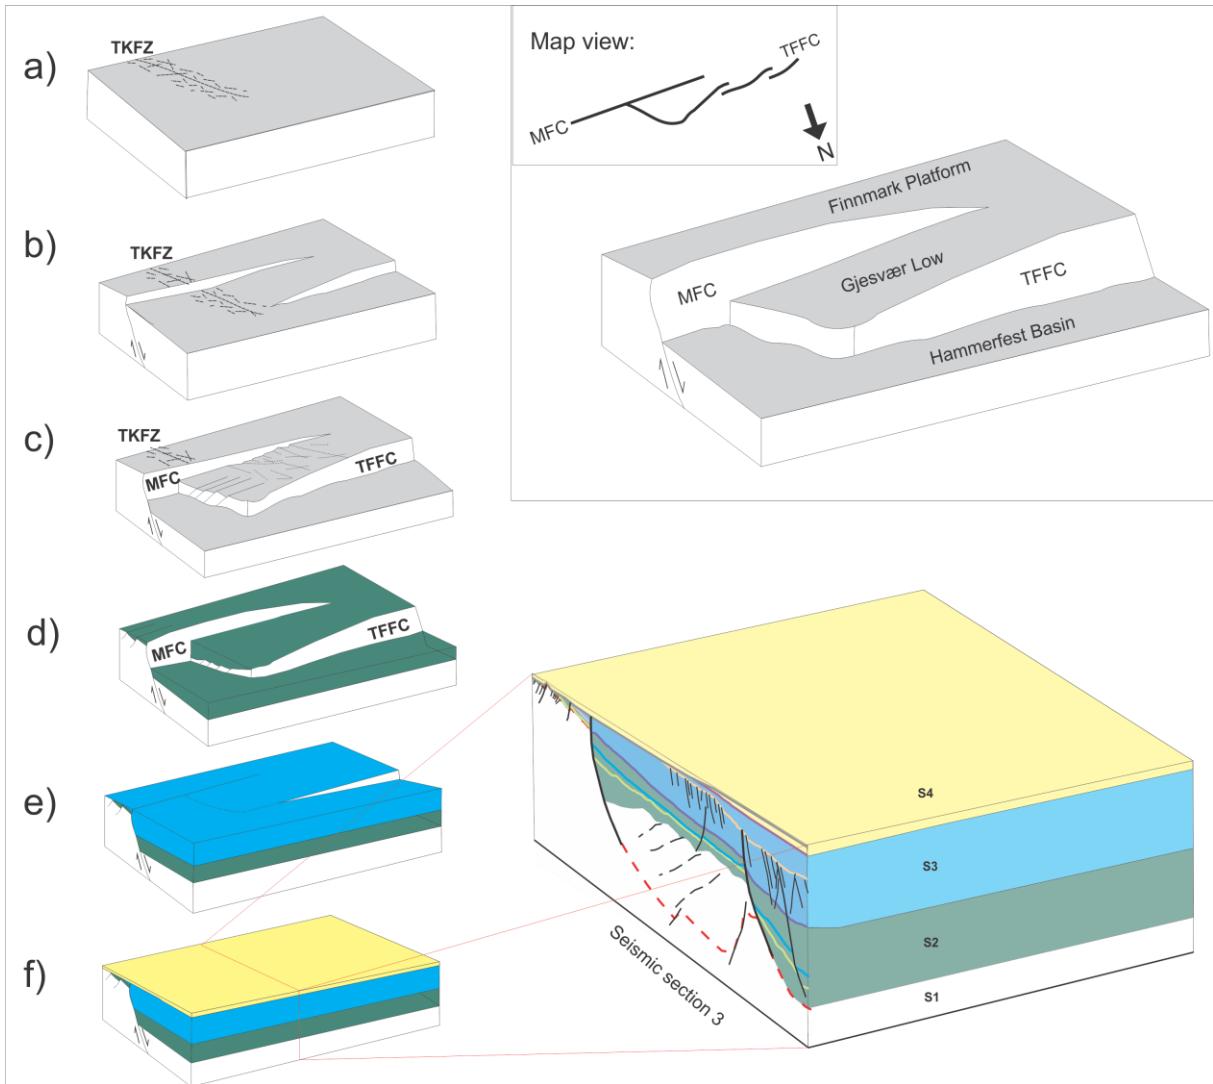 a)
TKFZ
Map view:
TFFC
MFC
N
Finnmark Platform
MFC
Gjesvær Low
TFFC
Hammerfest Basin
b)
TKFZ
c)
TKFZ
MFC
TFFC
d)
MFC
TFFC
e)
f)
S4
S3
S2
S1
Seismic section 3